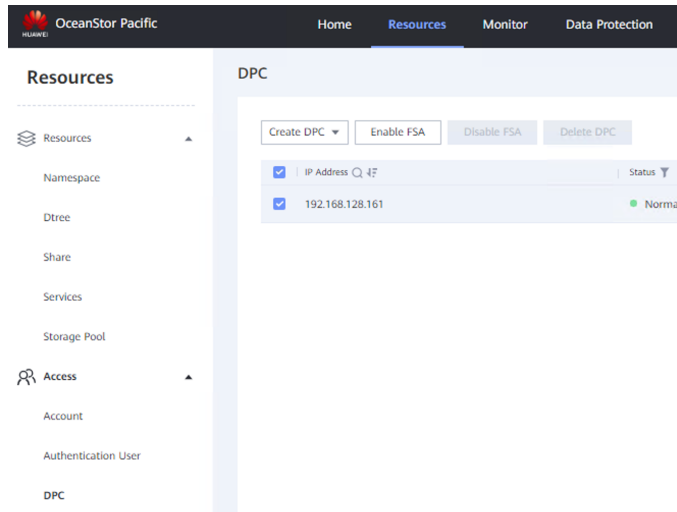 HUAWEI
OceanStor Pacific
Home Resources Monitor Data Protection
Resources
Resources
Namespace
Dtree
Share
Services
Storage Pool
Access
Account
Authentication User
DPC
DPC
Create DPC Enable FSA Disable FSA Delete DPC
IP Address Status
192.168.128.161 Norma